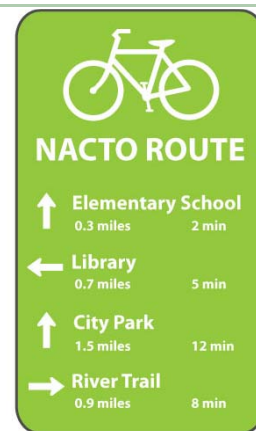 NACTO ROUTE
Elementary School
0.3 miles 2 min
Library
0.7 miles 5 min
City Park
1.5 miles 12 min
River Trail
0.9 miles 8 min